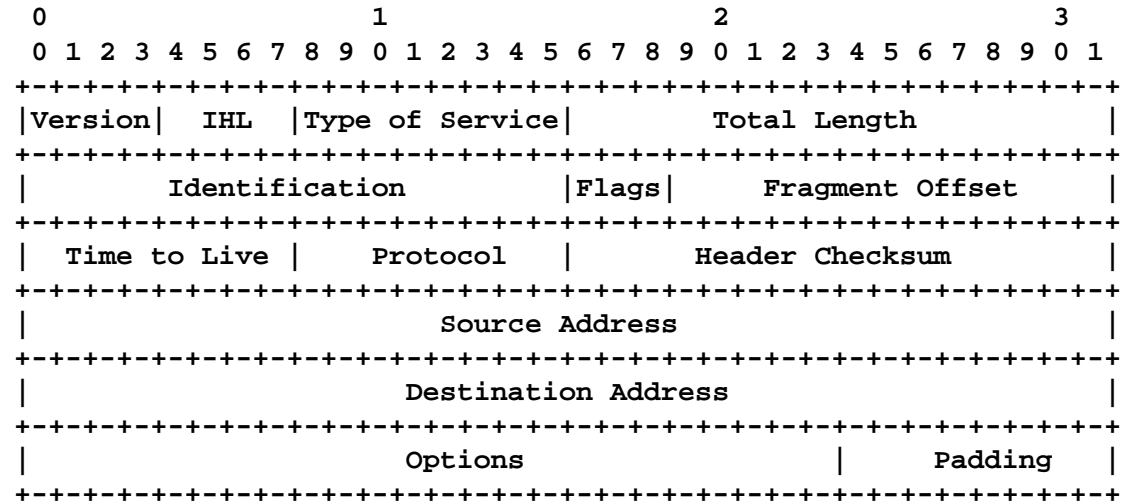 0                   1                   2                   3
0 1 2 3 4 5 6 7 8 9 0 1 2 3 4 5 6 7 8 9 0 1 2 3 4 5 6 7 8 9 0 1
+-+-+-+-+-+-+-+-+-+-+-+-+-+-+-+-+-+-+-+-+-+-+-+-+-+-+-+-+-+-+-+-+
|Version|  IHL  |Type of Service|          Total Length         |
+-+-+-+-+-+-+-+-+-+-+-+-+-+-+-+-+-+-+-+-+-+-+-+-+-+-+-+-+-+-+-+-+
|         Identification        |Flags|      Fragment Offset    |
+-+-+-+-+-+-+-+-+-+-+-+-+-+-+-+-+-+-+-+-+-+-+-+-+-+-+-+-+-+-+-+-+
|  Time to Live |    Protocol   |         Header Checksum       |
+-+-+-+-+-+-+-+-+-+-+-+-+-+-+-+-+-+-+-+-+-+-+-+-+-+-+-+-+-+-+-+-+
|                       Source Address                          |
+-+-+-+-+-+-+-+-+-+-+-+-+-+-+-+-+-+-+-+-+-+-+-+-+-+-+-+-+-+-+-+-+
|                    Destination Address                        |
+-+-+-+-+-+-+-+-+-+-+-+-+-+-+-+-+-+-+-+-+-+-+-+-+-+-+-+-+-+-+-+-+
|                    Options                    |    Padding    |
+-+-+-+-+-+-+-+-+-+-+-+-+-+-+-+-+-+-+-+-+-+-+-+-+-+-+-+-+-+-+-+-+